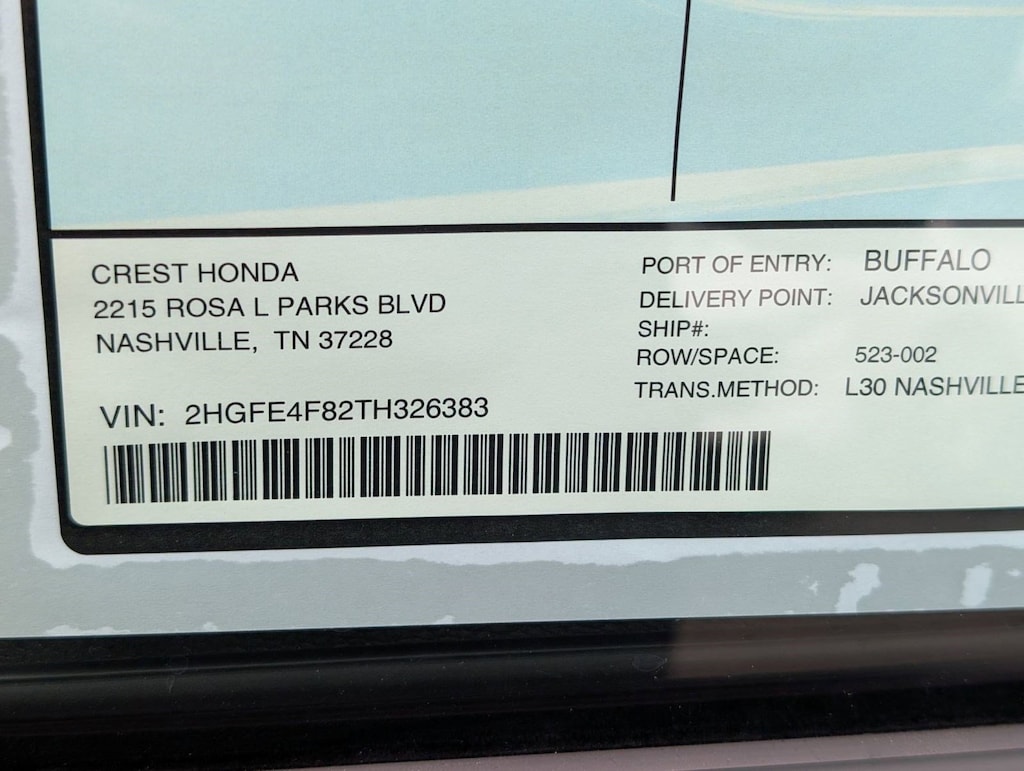 CREST HONDA
2215 ROSA L PARKS BLVD
NASHVILLE, TN 37228
VIN: 2HGFE4F82TH326383
PORT OF ENTRY: BUFFALO
DELIVERY POINT: JACKSONVILL
SHIP#:
ROW/SPACE: 523-002
TRANS.METHOD: L30 NASHVILLE